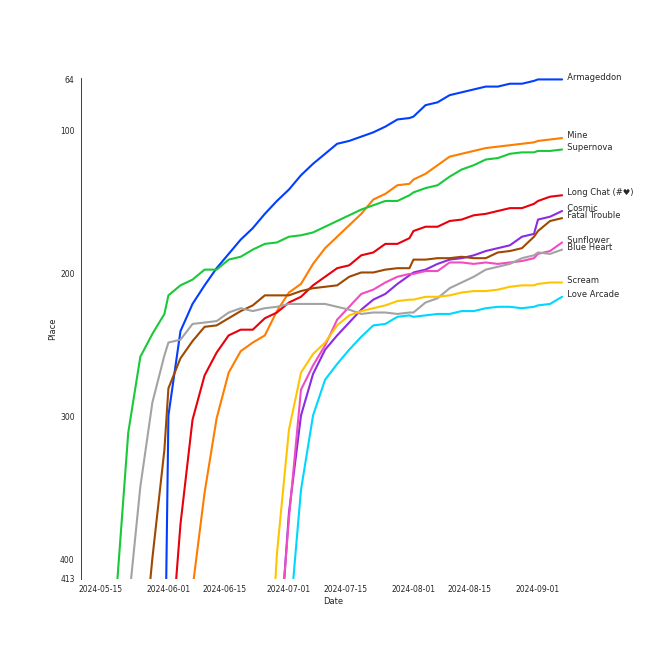 64
100
200
300
400
413
Place
2024-05-15
2024-06-01
2024-06-15
2024-07-01
2024-07-15
2024-08-01
2024-08-15
2024-09-01
Date
Armageddon
Mine
Supernova
Long Chat (#♥)
Cosmic
Fatal Trouble
Sunflower
Blue Heart
Scream
Love Arcade